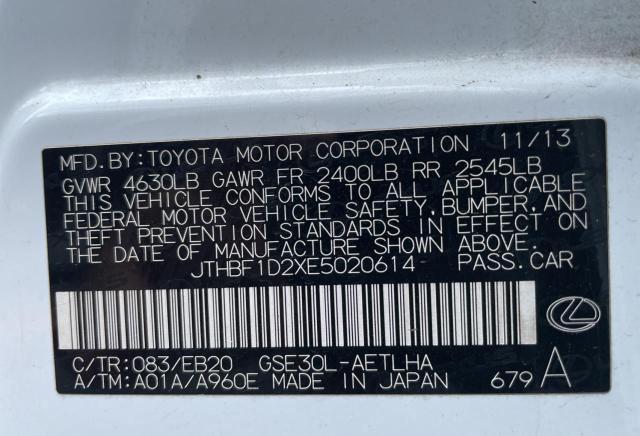 MFD.BY:TOYOTA MOTOR CORPORATION 11/13
GVWR 4630LB GAWR FR 2400LB RR 2545LB
THIS VEHICLE CONFORMS TO ALL APPLICABLE
FEDERAL MOTOR VEHICLE SAFETY,BUMPER,AND
THEFT PREVENTION STANDARDS IN EFFECT ON
THE DATE OF MANUFACTURE SHOWN ABOVE.
JTHBF1D2XE5020614 PASS.CAR
C/TR:083/EB20 GSE30L-AETLHA
A/TM:A01A/A960E MADE IN JAPAN 679 A